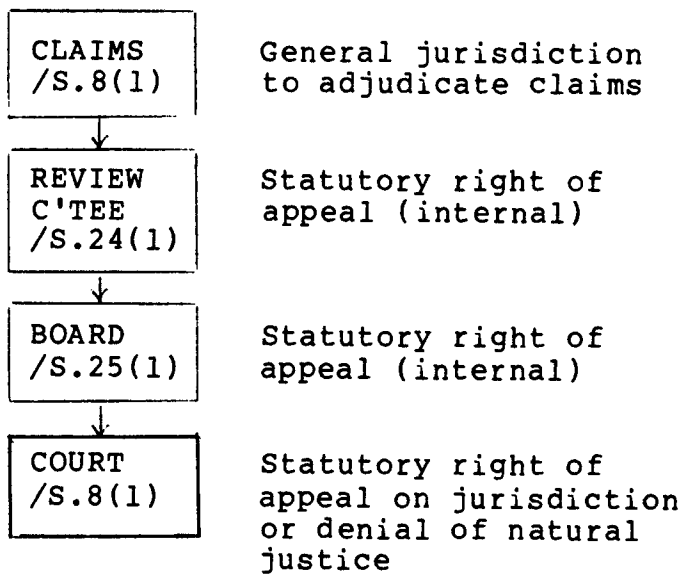 CLAIMS
/S.8(1)
General jurisdiction
to adjudicate claims
REVIEW
C'TEE
/S.24(1)
Statutory right of
appeal (internal)
BOARD
/S.25(1)
Statutory right of
appeal (internal)
COURT
/S.8(1)
Statutory right of
appeal on jurisdiction
or denial of natural
justice